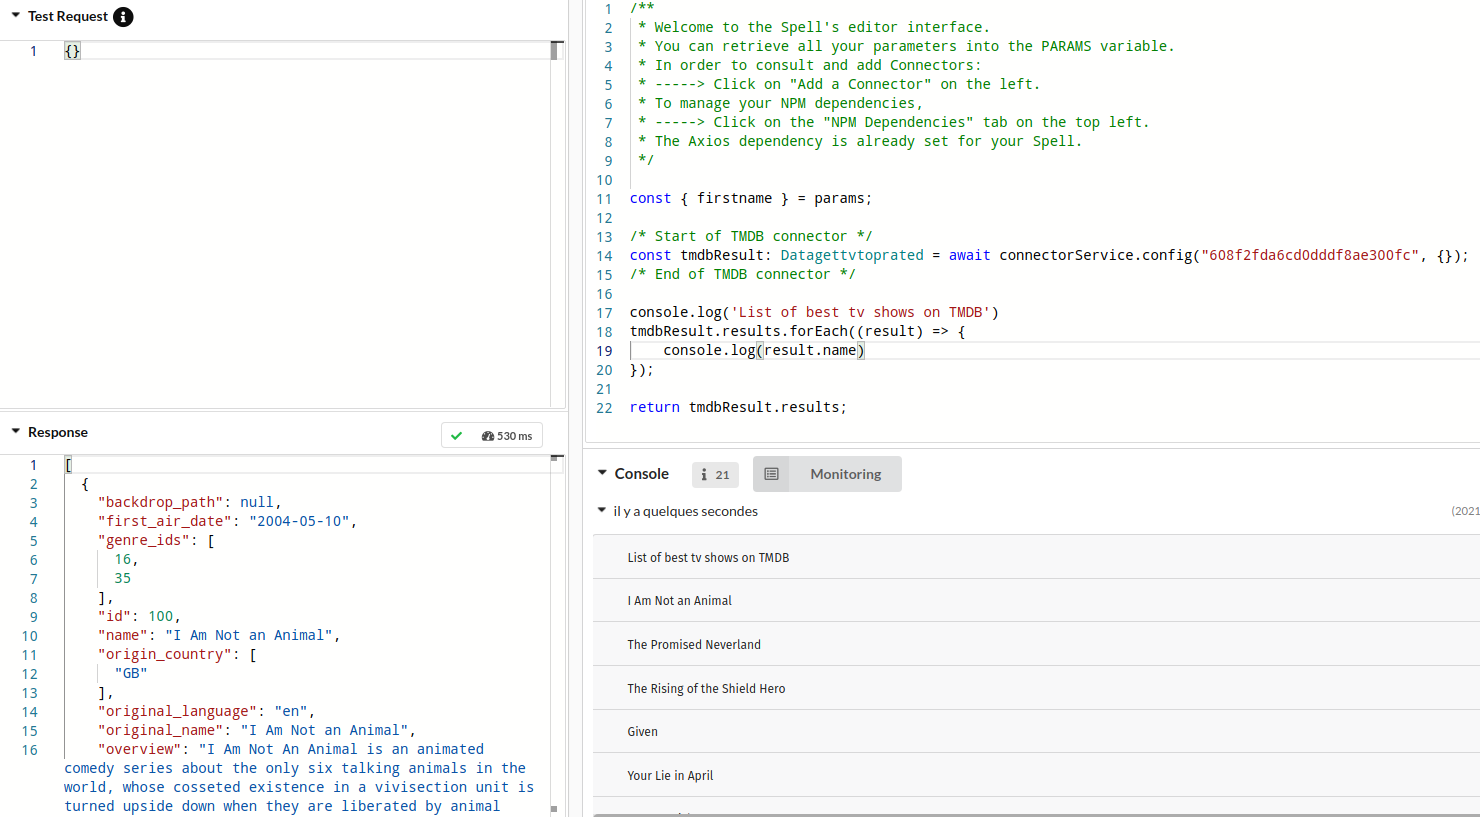 Test Request
1 {}
Response
530 ms
1 [
2 {
3 "backdrop_path": null,
4 "first_air_date": "2004-05-10",
5 "genre_ids": [
6 16,
7 35
8 ],
9 "id": 100,
10 "name": "I Am Not an Animal",
11 "origin_country": [
12 "GB"
13 ],
14 "original_language": "en",
15 "original_name": "I Am Not an Animal",
16 "overview": "I Am Not An Animal is an animated
comedy series about the only six talking animals in the
world, whose cosseted existence in a vivisection unit is
turned upside down when they are liberated by animal
1 /**
2 * Welcome to the Spell's editor interface.
3 * You can retrieve all your parameters into the PARAMS variable.
4 * In order to consult and add Connectors:
5 * -----> Click on "Add a Connector" on the left.
6 * To manage your NPM dependencies,
7 * -----> Click on the "NPM Dependencies" tab on the top left.
8 * The Axios dependency is already set for your Spell.
9 */
10
11 const { firstname } = params;
12
13 /* Start of TMDB connector */
14 const tmdbResult: Datagettvtoprated = await connectorService.config("608f2fda6cd0dddf8ae300fc", {});
15 /* End of TMDB connector */
16
17 console.log('List of best tv shows on TMDB')
18 tmdbResult.results.forEach((result) => {
19 console.log(result.name)
20 });
21
22 return tmdbResult.results;
Console
21
Monitoring
il y a quelques secondes
(2021
List of best tv shows on TMDB
I Am Not an Animal
The Promised Neverland
The Rising of the Shield Hero
Given
Your Lie in April